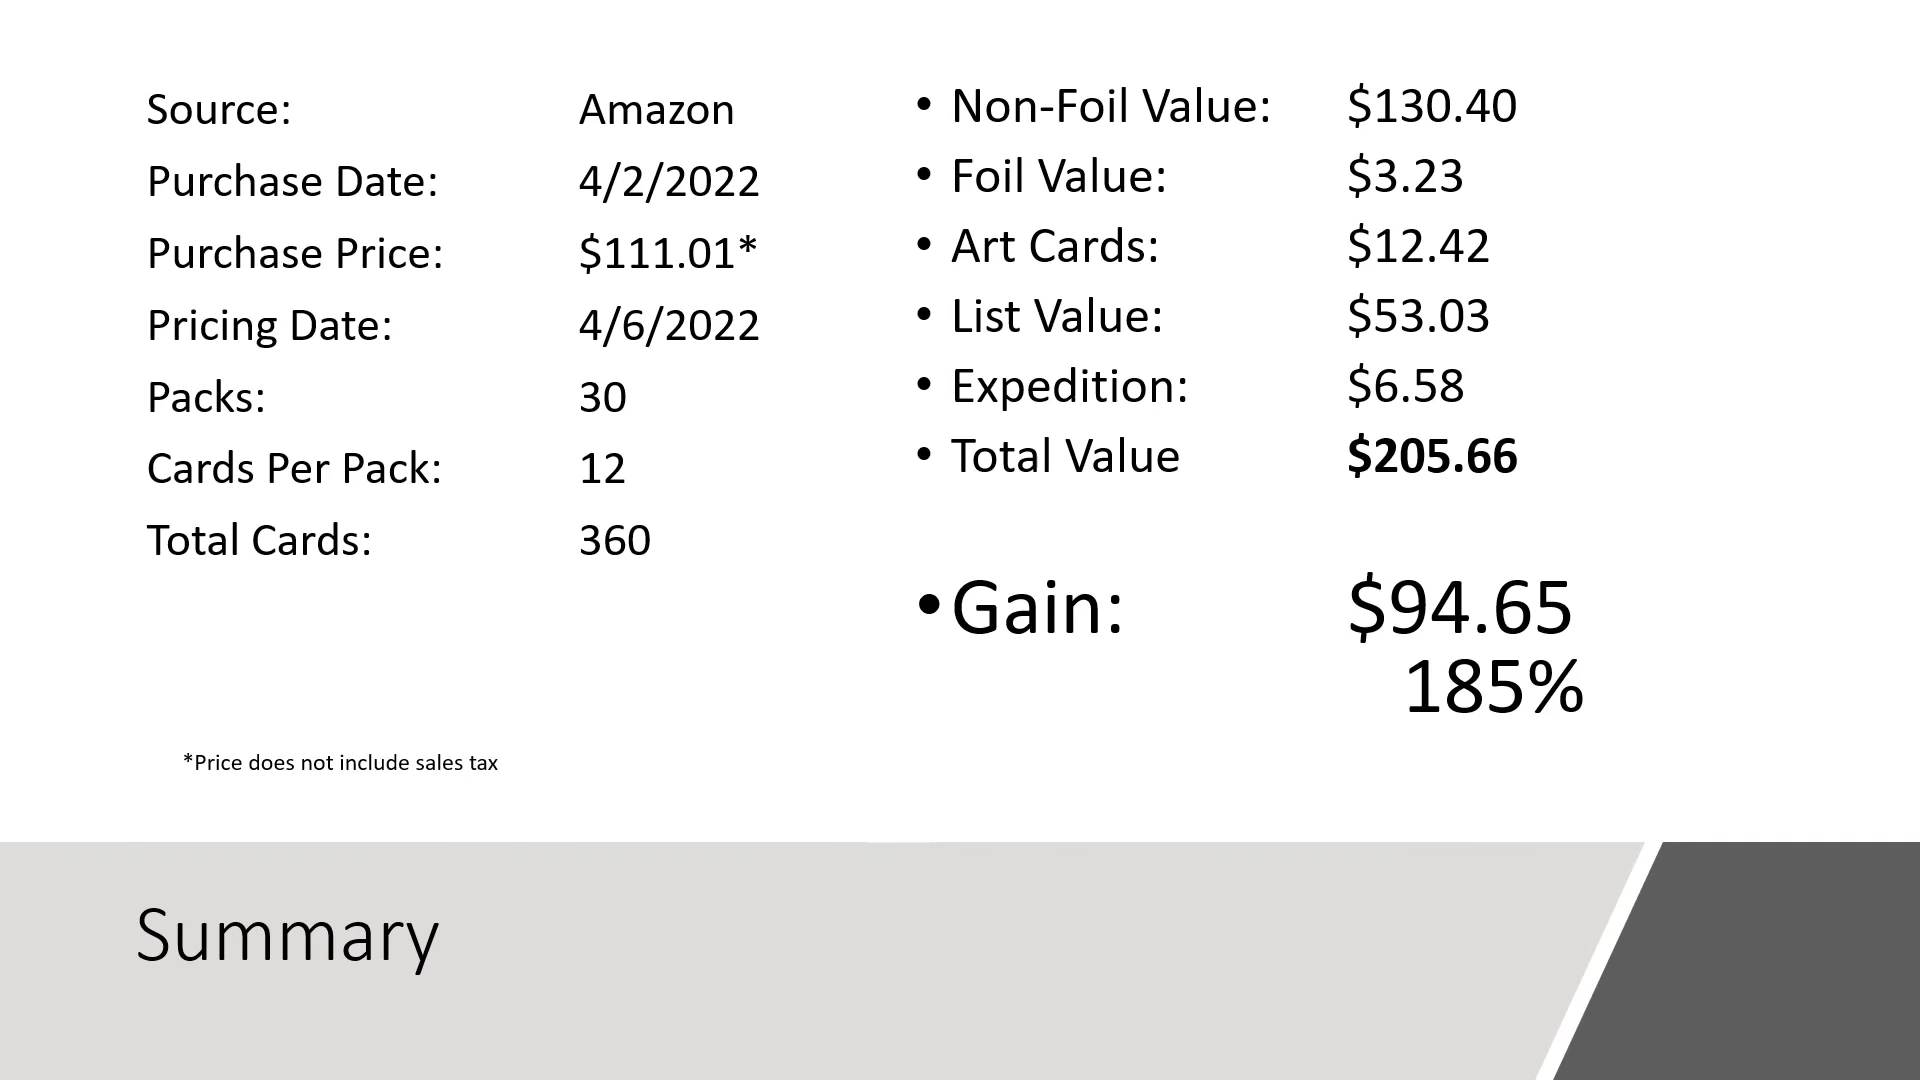 Source: Amazon
Purchase Date: 4/2/2022
Purchase Price: $111.01*
Pricing Date: 4/6/2022
Packs: 30
Cards Per Pack: 12
Total Cards: 360
*Price does not include sales tax
• Non-Foil Value: $130.40
• Foil Value: $3.23
• Art Cards: $12.42
• List Value: $53.03
• Expedition: $6.58
• Total Value $205.66
• Gain: $94.65
185%
Summary